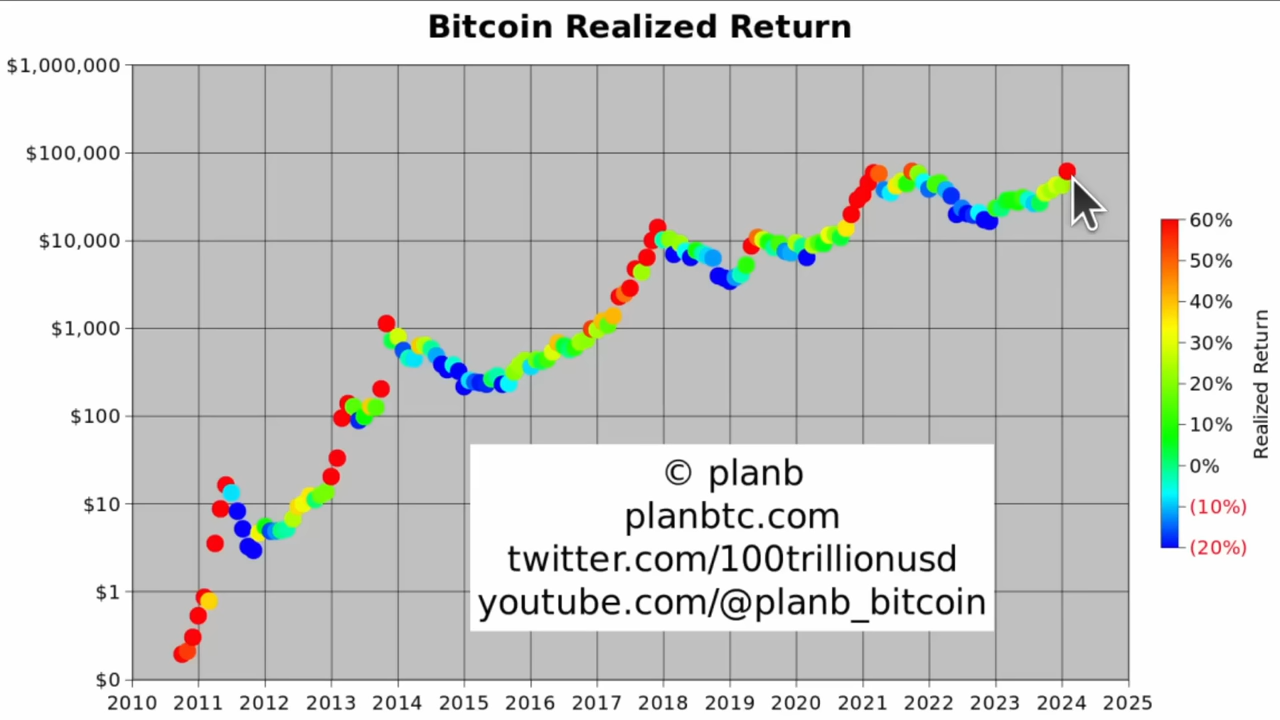 Bitcoin Realized Return
$1,000,000
$100,000
$10,000
$1,000
$100
$10
$1
$0
2010 2011 2012 2013 2014 2015 2016 2017 2018 2019 2020 2021 2022 2023 2024 2025
© planb
planbtc.com
twitter.com/100trillionusd
youtube.com/@planb_bitcoin
60%
50%
40%
30%
20%
10%
0%
(10%)
(20%)
Realized Return